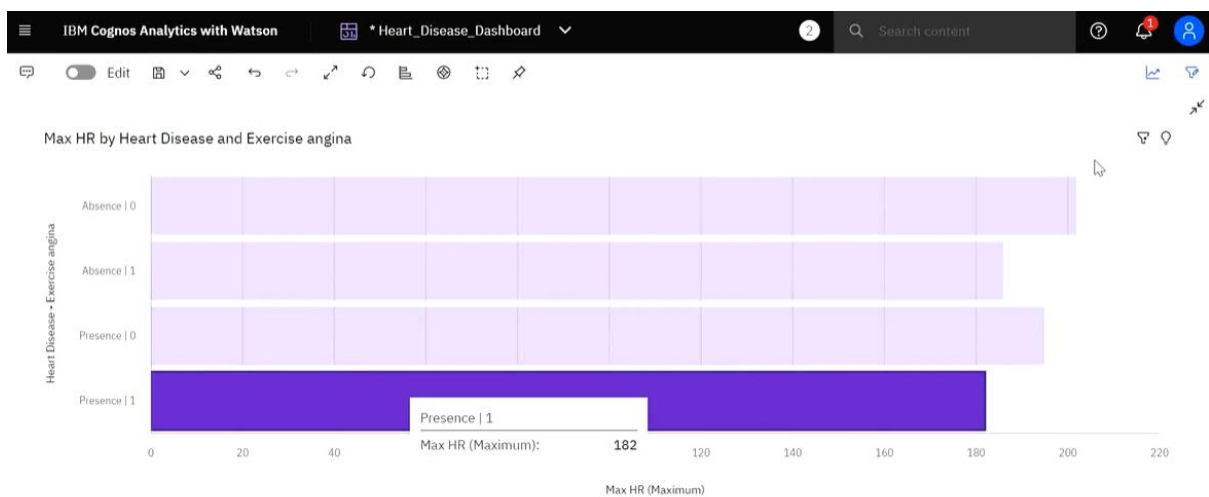 IBM Cognos Analytics with Watson
* Heart_Disease_Dashboard
2
Search content
1
Edit
Max HR by Heart Disease and Exercise angina
Heart Disease • Exercise angina
Absence | 0
Absence | 1
Presence | 0
Presence | 1
Presence | 1
Max HR (Maximum): 182
0 20 40 120 140 160 180 200 220
Max HR (Maximum)